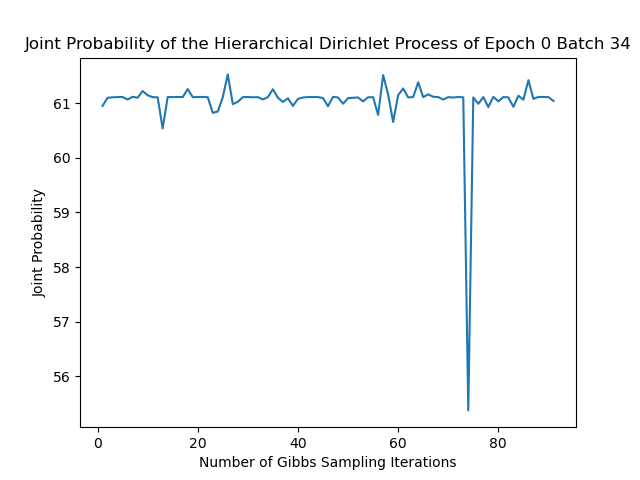 Joint Probability of the Hierarchical Dirichlet Process of Epoch 0 Batch 34
Joint Probability
61
60
59
58
57
56
0 20 40 60 80
Number of Gibbs Sampling Iterations